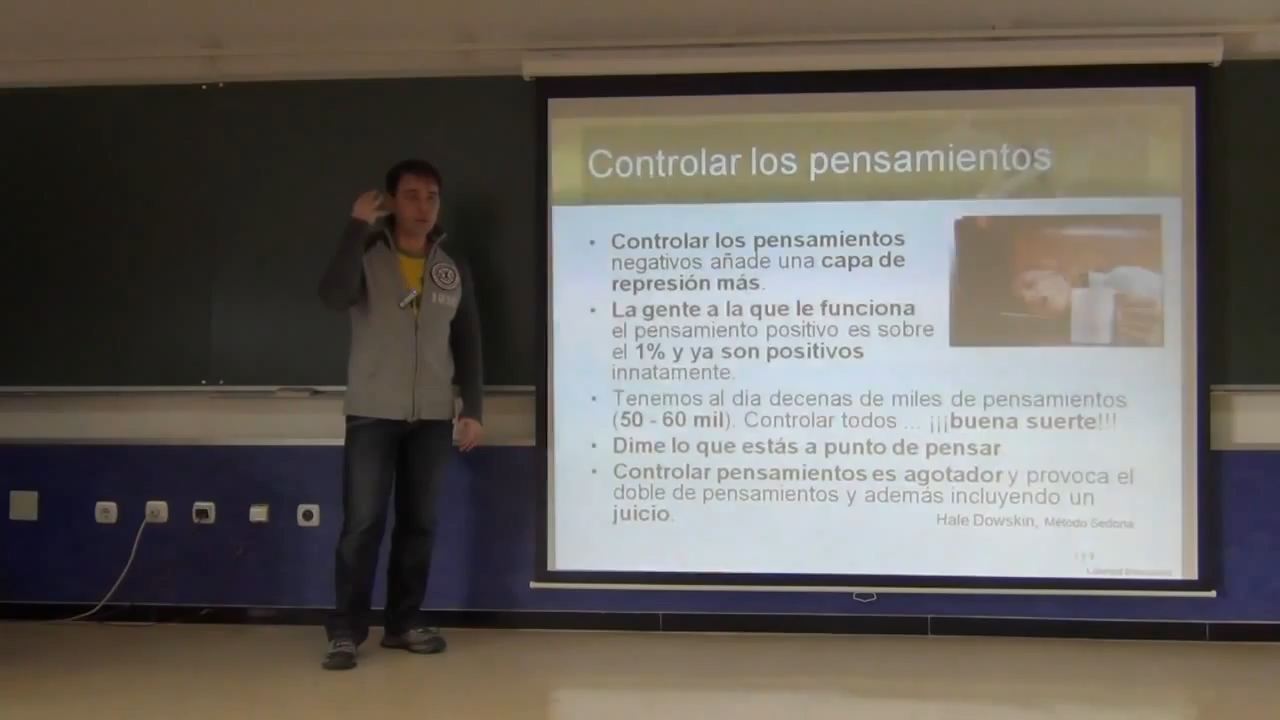 Controlar los pensamientos
• Controlar los pensamientos
negativos añade una capa de
represión más.
• La gente a la que le funciona
el pensamiento positivo es sobre
el 1% y ya son positivos
innatamente.
• Tenemos al día decenas de miles de pensamientos
(50 - 60 mil). Controlar todos ... ¡¡¡buena suerte!!!
• Dime lo que estás a punto de pensar
• Controlar pensamientos es agotador y provoca el
doble de pensamientos y además incluyendo un
juicio.
Hale Dowskin, Método Sedona